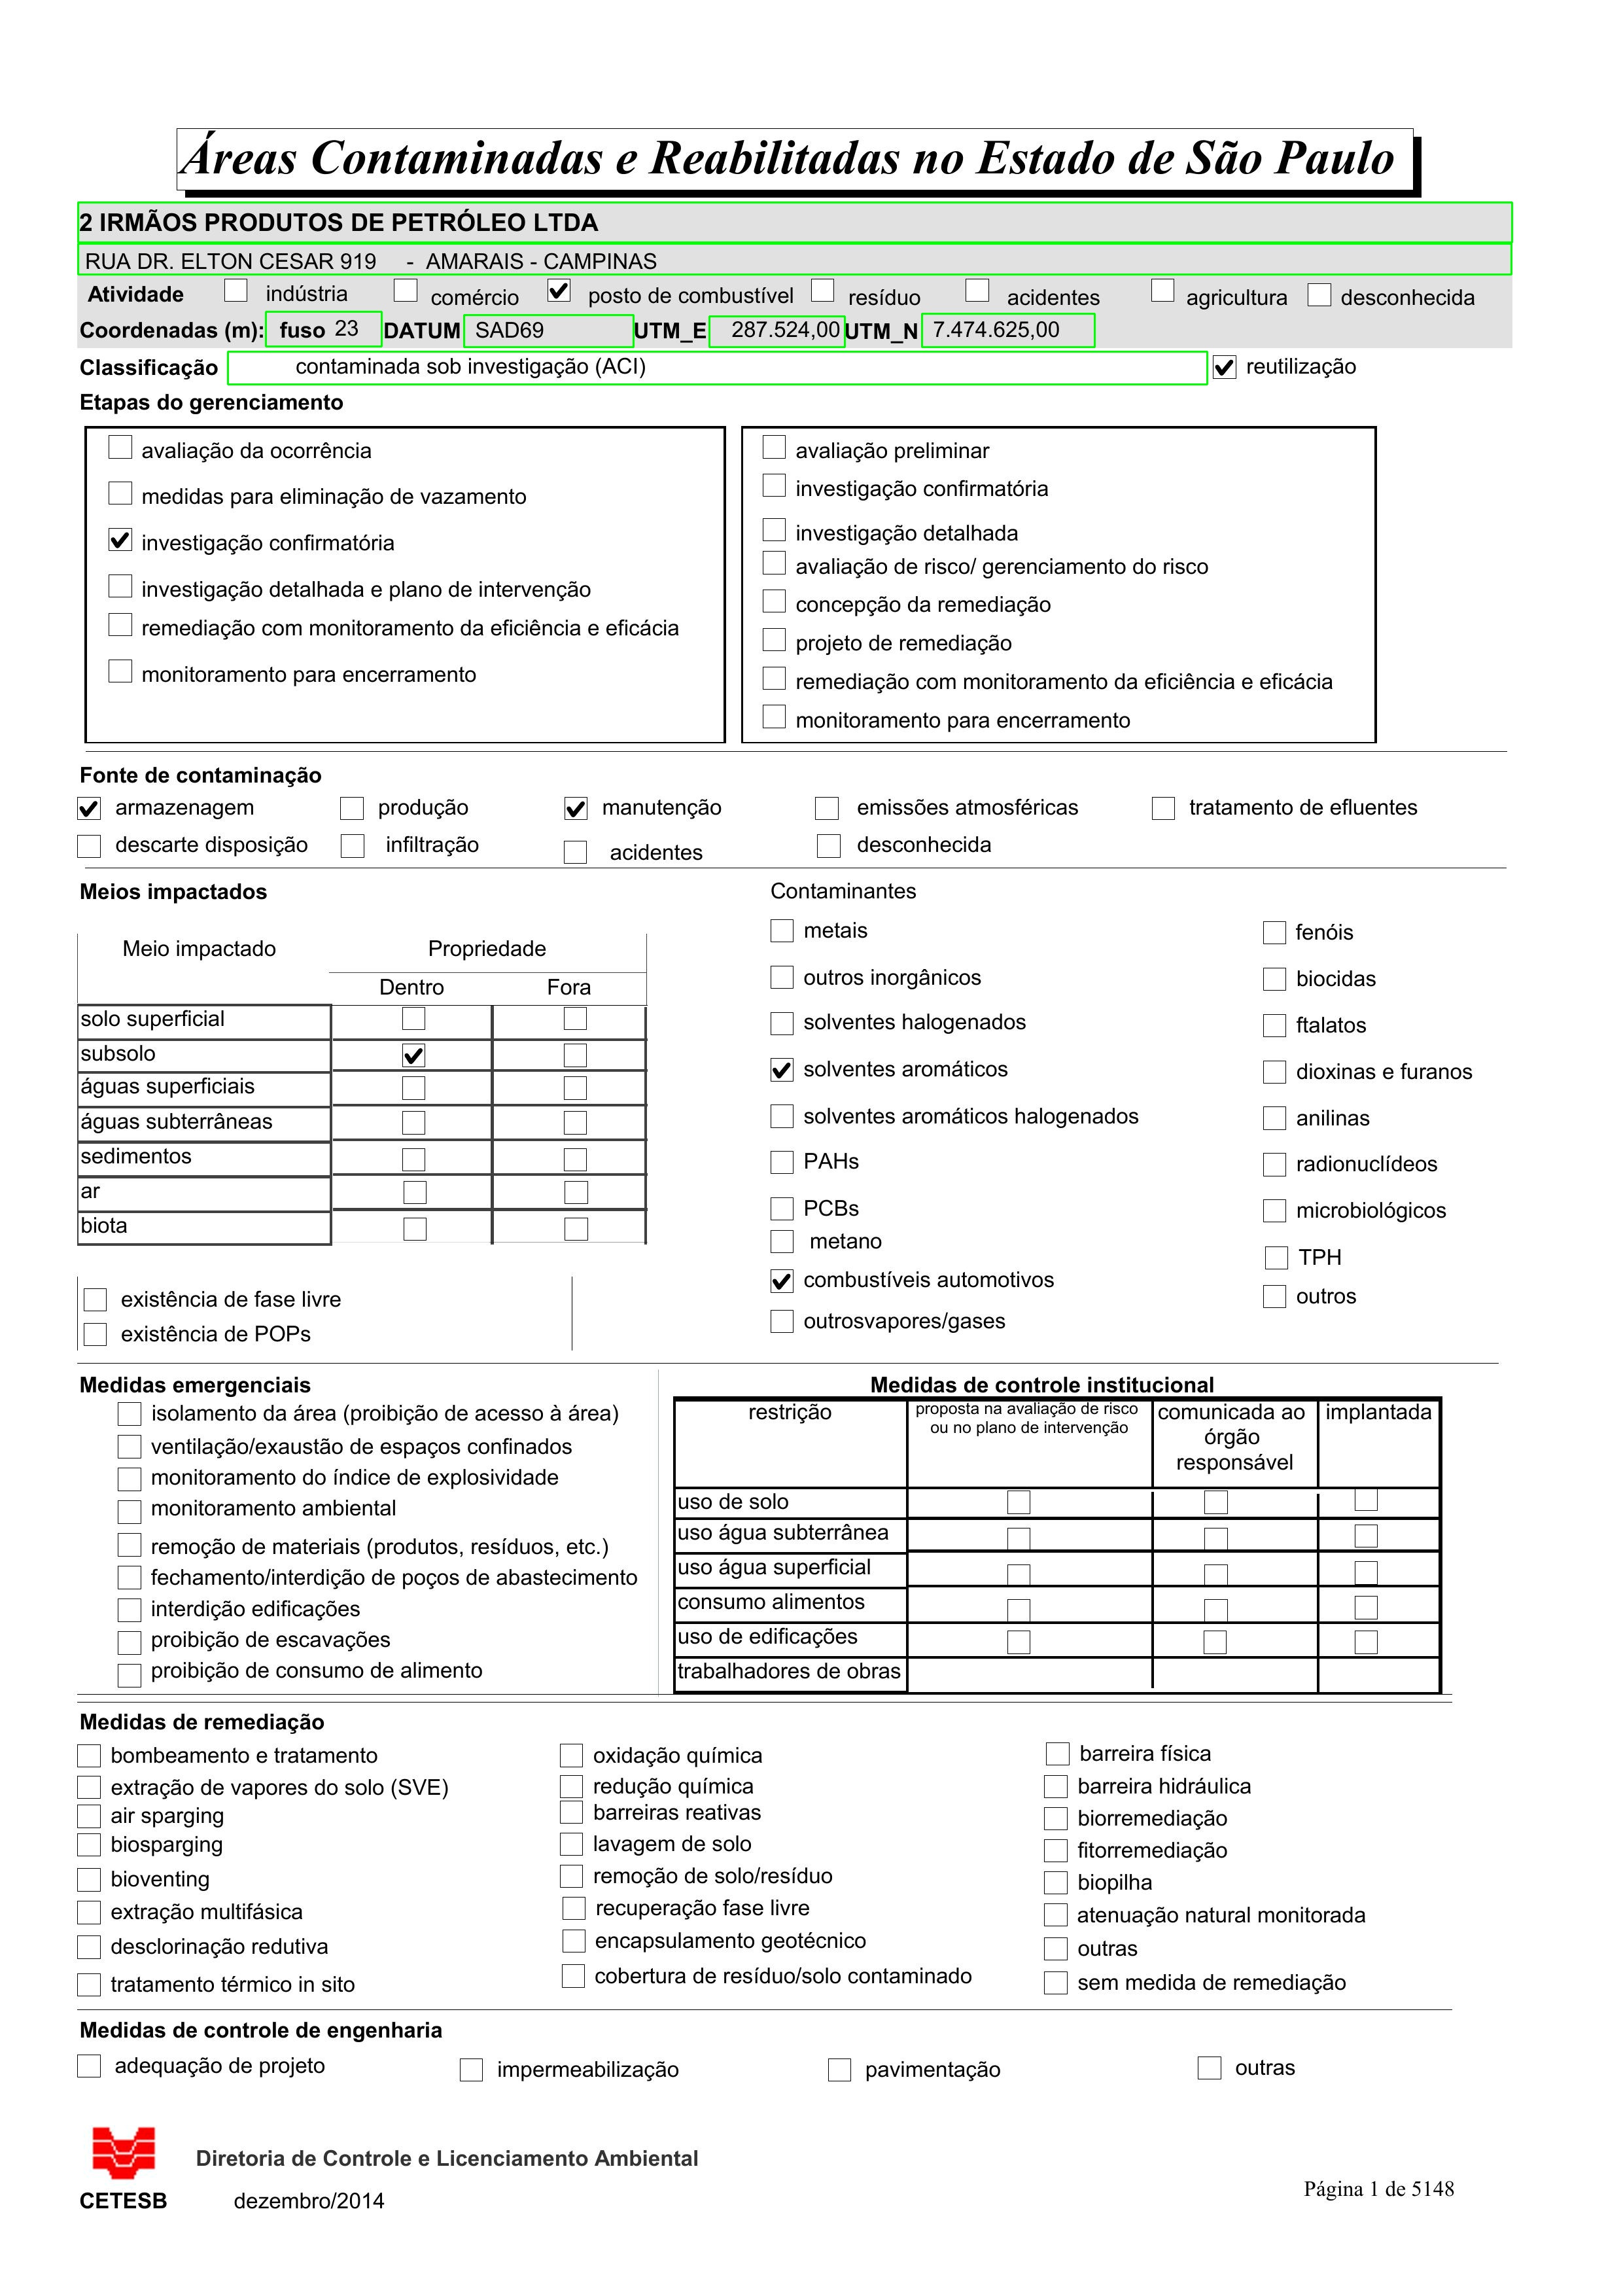 Áreas Contaminadas e Reabilitadas no Estado de São Paulo
2 IRMÃOS PRODUTOS DE PETRÓLEO LTDA
RUA DR. ELTON CESAR 919 - AMARAIS - CAMPINAS
Atividade indústria comércio posto de combustível resíduo acidentes agricultura desconhecida
Coordenadas (m): fuso 23 DATUM SAD69 UTM_E 287.524,00 UTM_N 7.474.625,00
Classificação contaminada sob investigação (ACI) reutilização
Etapas do gerenciamento
avaliação da ocorrência
medidas para eliminação de vazamento
investigação confirmatória
investigação detalhada e plano de intervenção
remediação com monitoramento da eficiência e eficácia
monitoramento para encerramento
avaliação preliminar
investigação confirmatória
investigação detalhada
avaliação de risco/ gerenciamento do risco
concepção da remediação
projeto de remediação
remediação com monitoramento da eficiência e eficácia
monitoramento para encerramento
Fonte de contaminação
armazenagem produção manutenção emissões atmosféricas tratamento de efluentes
descarte disposição infiltração acidentes desconhecida
Meios impactados
Meio impactado Propriedade
Dentro Fora
solo superficial
subsolo
águas superficiais
águas subterrâneas
sedimentos
ar
biota
existência de fase livre
existência de POPs
Contaminantes
metais
outros inorgânicos
solventes halogenados
solventes aromáticos
solventes aromáticos halogenados
PAHs
PCBs
metano
combustíveis automotivos
outrosvapores/gases
fenóis
biocidas
ftalatos
dioxinas e furanos
anilinas
radionuclídeos
microbiológicos
TPH
outros
Medidas emergenciais
isolamento da área (proibição de acesso à área)
ventilação/exaustão de espaços confinados
monitoramento do índice de explosividade
monitoramento ambiental
remoção de materiais (produtos, resíduos, etc.)
fechamento/interdição de poços de abastecimento
interdição edificações
proibição de escavações
proibição de consumo de alimento
Medidas de controle institucional
restrição proposta na avaliação de risco comunicada ao implantada
ou no plano de intervenção órgão
responsável
uso de solo
uso água subterrânea
uso água superficial
consumo alimentos
uso de edificações
trabalhadores de obras
Medidas de remediação
bombeamento e tratamento
extração de vapores do solo (SVE)
air sparging
biosparging
bioventing
extração multifásica
desclorinação redutiva
tratamento térmico in sito
oxidação química
redução química
barreiras reativas
lavagem de solo
remoção de solo/resíduo
recuperação fase livre
encapsulamento geotécnico
cobertura de resíduo/solo contaminado
barreira física
barreira hidráulica
biorremediação
fitorremediação
biopilha
atenuação natural monitorada
outras
sem medida de remediação
Medidas de controle de engenharia
adequação de projeto impermeabilização pavimentação outras
Diretoria de Controle e Licenciamento Ambiental
CETESB dezembro/2014
Página 1 de 5148